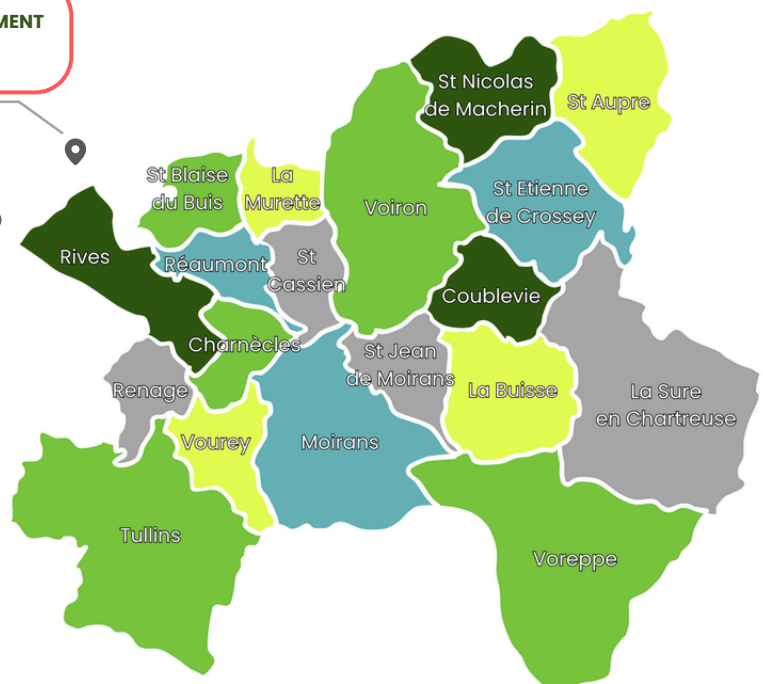 MENT
St Nicolas
de Macherin
St Aupre
St Blaise
du Buis
La
Murette
Voiron
St Etienne
de Crossey
Rives
Réaumont
St
Cassien
Coublevie
Charnècles
St Jean
de Moirans
Renage
La Buisse
La Sure
en Chartreuse
Vourey
Moirans
Tullins
Voreppe